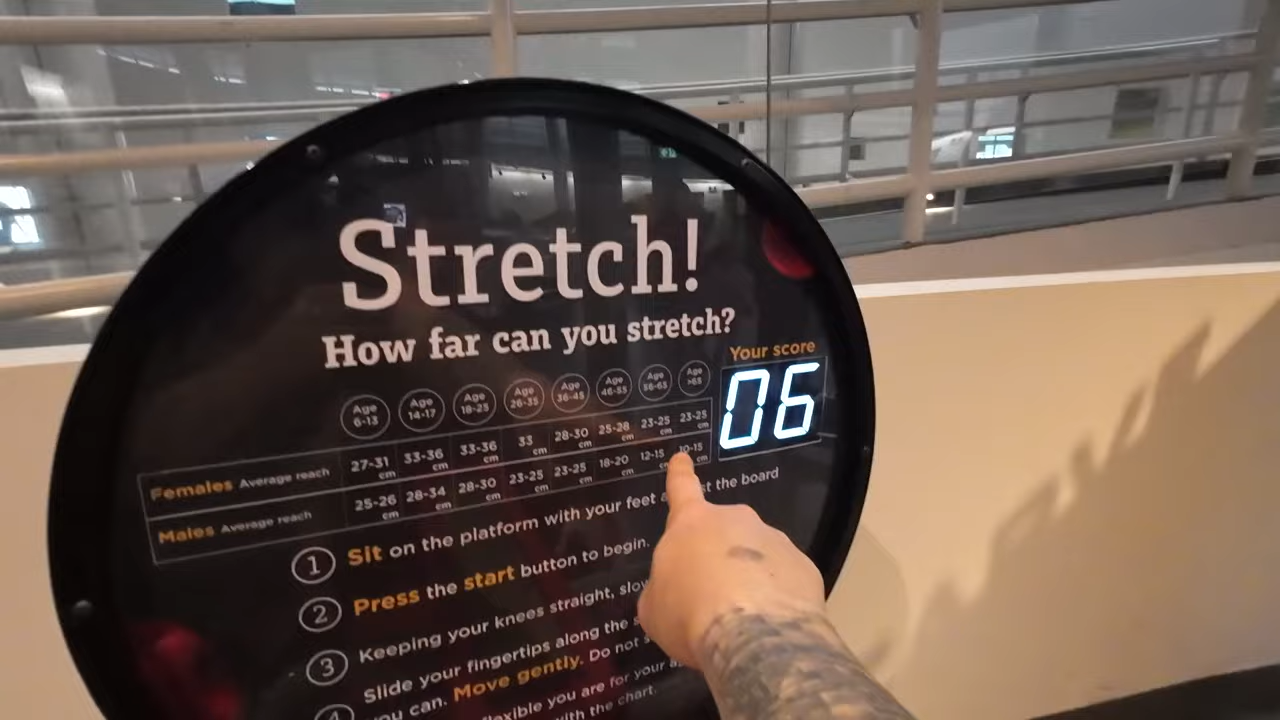 Stretch!
How far can you stretch?
Your score
06
Age 6-13 Age 14-17 Age 18-25 Age 26-35 Age 36-45 Age 46-55 Age 56-65 Age >65
Females Average reach 27-31 cm 33-36 cm 33-36 cm 33 cm 28-30 cm 25-28 cm 23-25 cm 23-25 cm
Males Average reach 25-26 cm 28-34 cm 28-30 cm 23-25 cm 23-25 cm 18-20 cm 12-15 cm 10-15 cm
1 Sit on the platform with your feet the board
2 Press the start button to begin.
3 Keeping your knees straight,
Slide your fingertips along the
you can. Move gently. Do not
4 flexible you are for your
with the chart.